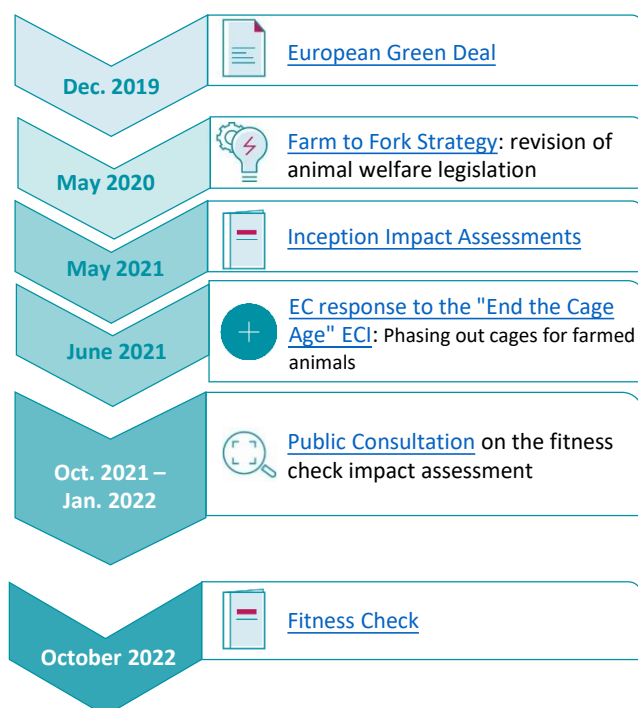 Dec. 2019
European Green Deal
May 2020
Farm to Fork Strategy: revision of
animal welfare legislation
May 2021
Inception Impact Assessments
June 2021
EC response to the "End the Cage
Age" ECI: Phasing out cages for farmed
animals
Oct. 2021 –
Jan. 2022
Public Consultation on the fitness
check impact assessment
October 2022
Fitness Check